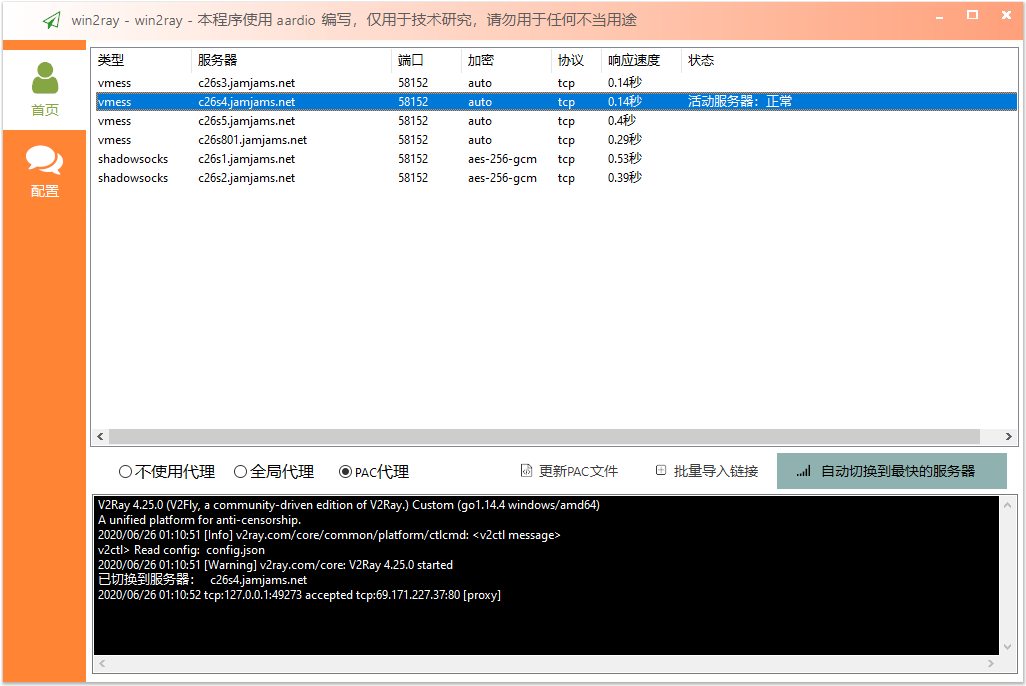 win2ray - win2ray - 本程序使用 aardio 编写，仅用于技术研究，请勿用于任何不当用途
首页
配置
类型 服务器 端口 加密 协议 响应速度 状态
vmess c26s3.jamjams.net 58152 auto tcp 0.14秒
vmess c26s4.jamjams.net 58152 auto tcp 0.14秒 活动服务器：正常
vmess c26s5.jamjams.net 58152 auto tcp 0.4秒
vmess c26s801.jamjams.net 58152 auto tcp 0.29秒
shadowsocks c26s1.jamjams.net 58152 aes-256-gcm tcp 0.53秒
shadowsocks c26s2.jamjams.net 58152 aes-256-gcm tcp 0.39秒
不使用代理 全局代理 PAC代理 更新PAC文件 批量导入链接 自动切换到最快的服务器
V2Ray 4.25.0 (V2Fly, a community-driven edition of V2Ray.) Custom (go1.14.4 windows/amd64)
A unified platform for anti-censorship.
2020/06/26 01:10:51 [Info] v2ray.com/core/common/platform/ctlcmd: <v2ctl message>
v2ctl> Read config: config.json
2020/06/26 01:10:51 [Warning] v2ray.com/core: V2Ray 4.25.0 started
已切换到服务器： c26s4.jamjams.net
2020/06/26 01:10:52 tcp:127.0.0.1:49273 accepted tcp:69.171.227.37:80 [proxy]